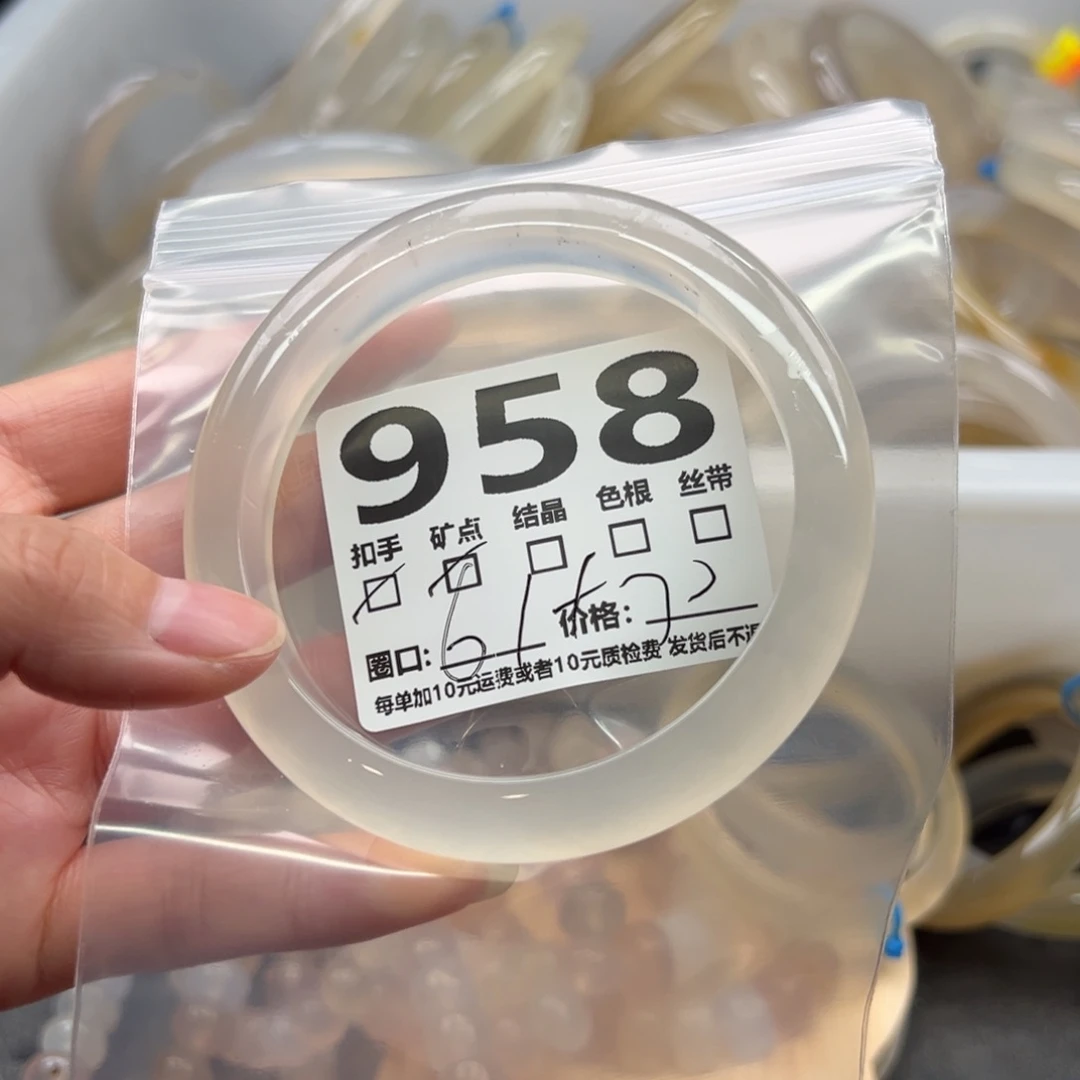 958
扣手 矿点 结晶 色根 丝带
圈口: 61 价格:
每单加10元运费或者10元质检费 发货后不退